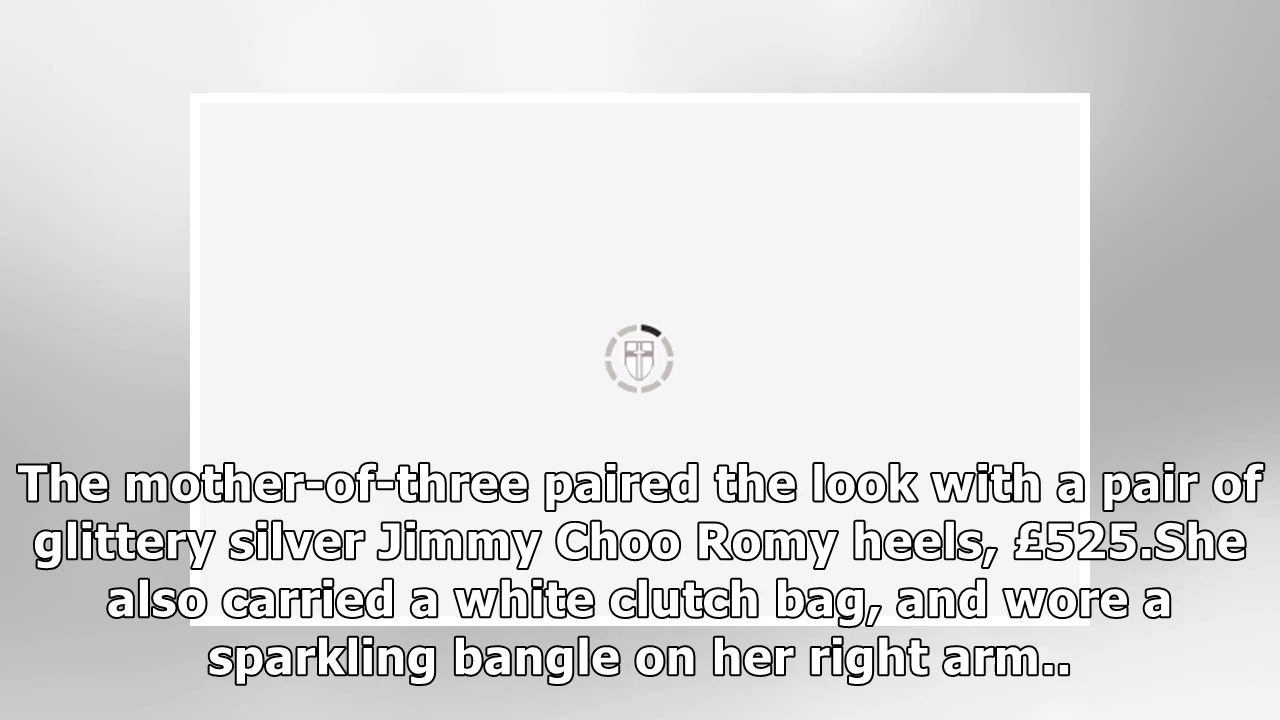 The mother-of-three paired the look with a pair of
glittery silver Jimmy Choo Romy heels, £525.She
also carried a white clutch bag, and wore a
sparkling bangle on her right arm..